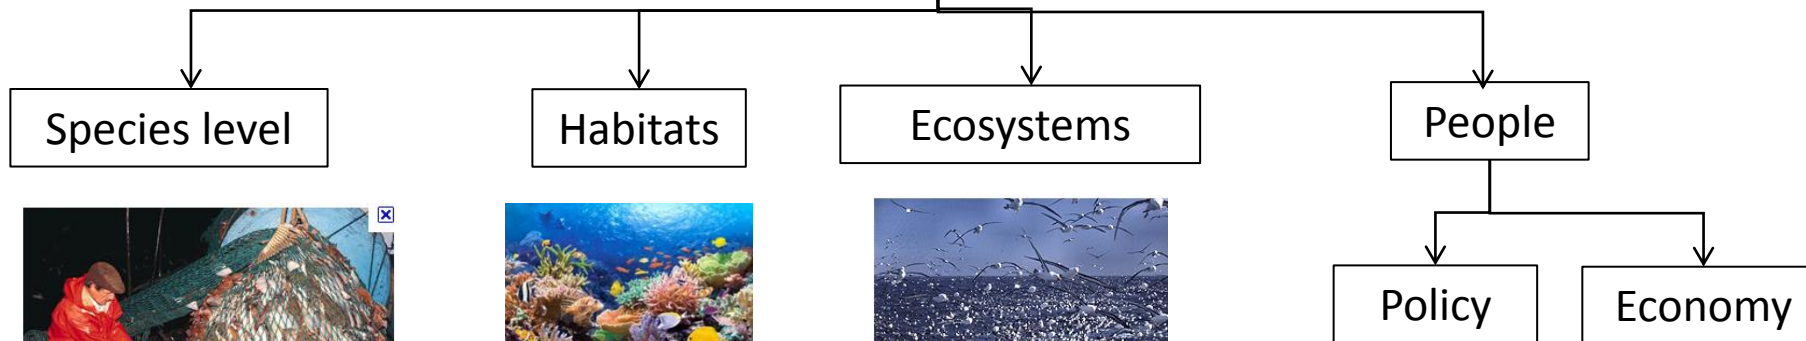 Species level
Habitats
Ecosystems
People
Policy
Economy